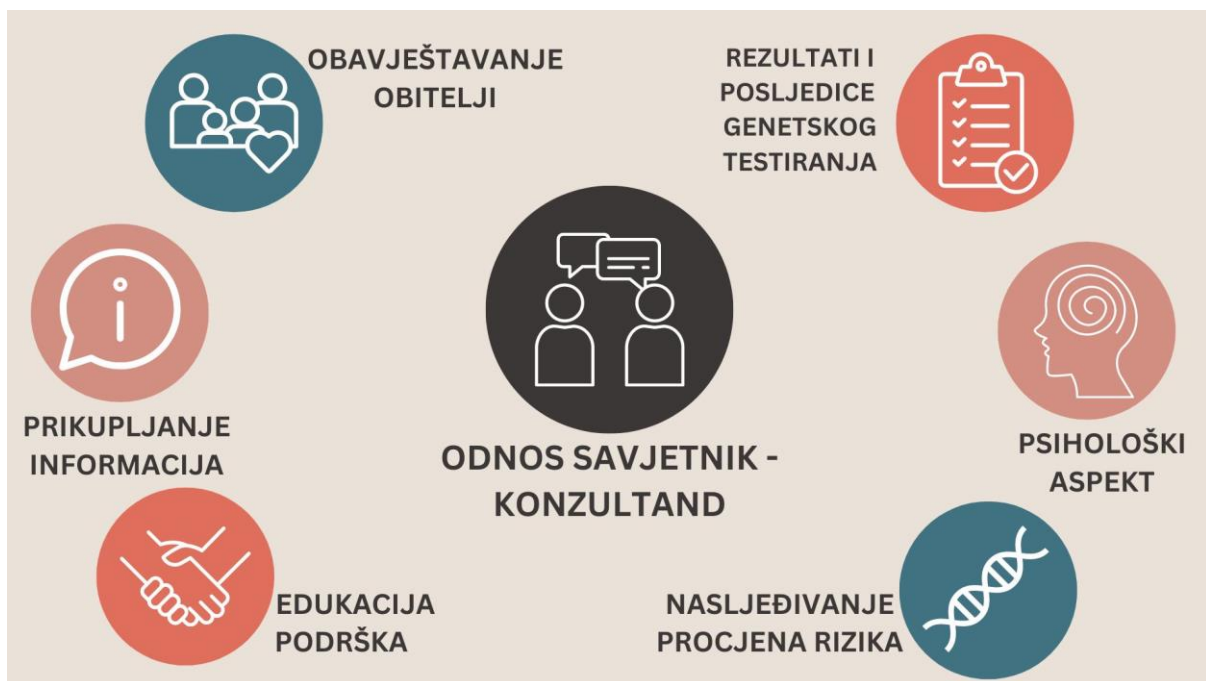 OBAVJEŠTAVANJE
OBITELJI
REZULTATI I
POSLJEDICE
GENETSKOG
TESTIRANJA
PRIKUPLJANJE
INFORMACIJA
ODNOS SAVJETNIK -
KONZULTAND
PSIHOLOŠKI
ASPEKT
EDUKACIJA
PODRŠKA
NASLJEĐIVANJE
PROCJENA RIZIKA